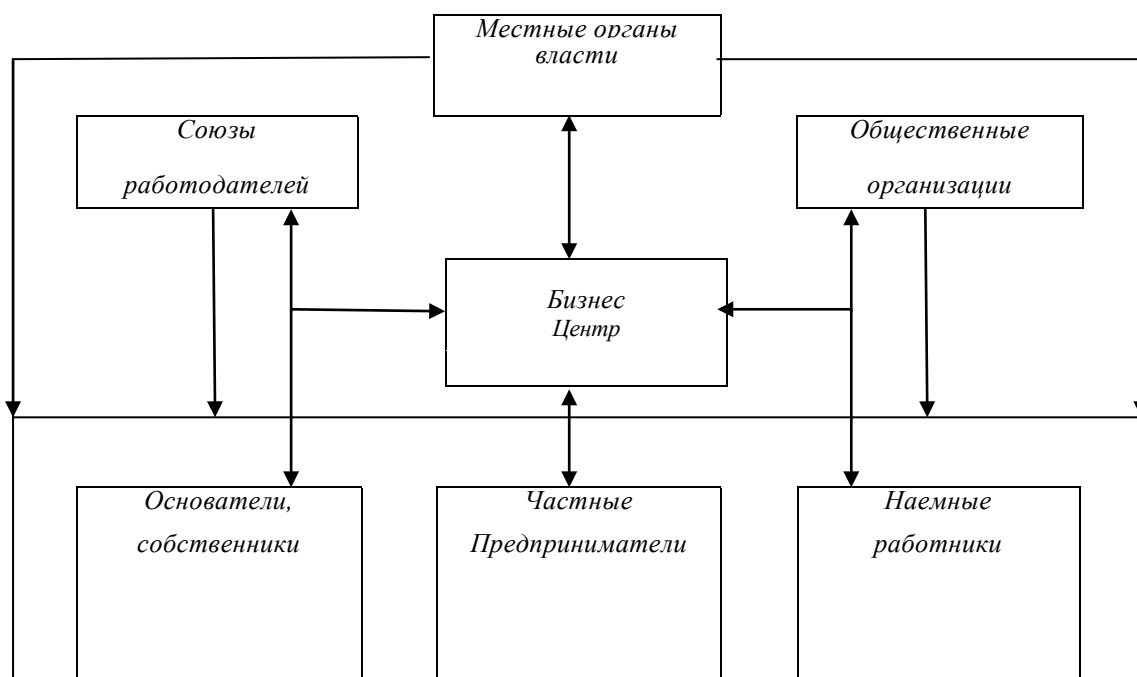 Местные органы
власти
Союзы
работодателей
Общественные
организации
Бизнес
Центр
Основатели,
собственники
Частные
Предприниматели
Наемные
работники